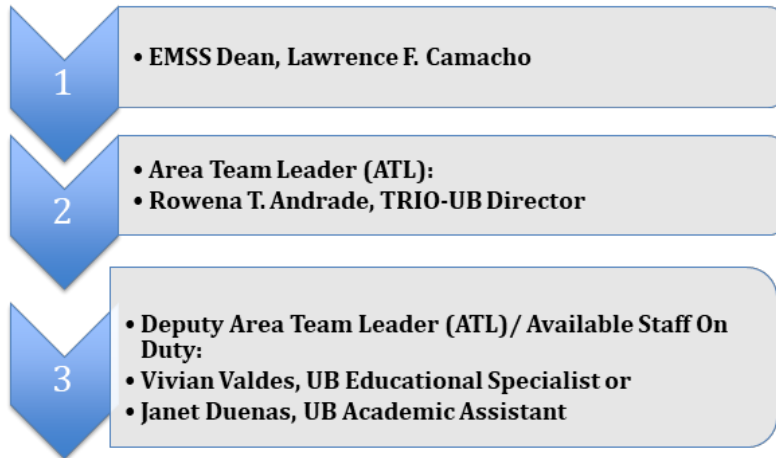 1
• EMSS Dean, Lawrence F. Camacho
2
• Area Team Leader (ATL):
• Rowena T. Andrade, TRIO-UB Director
3
• Deputy Area Team Leader (ATL)/ Available Staff On
Duty:
• Vivian Valdes, UB Educational Specialist or
• Janet Duenas, UB Academic Assistant